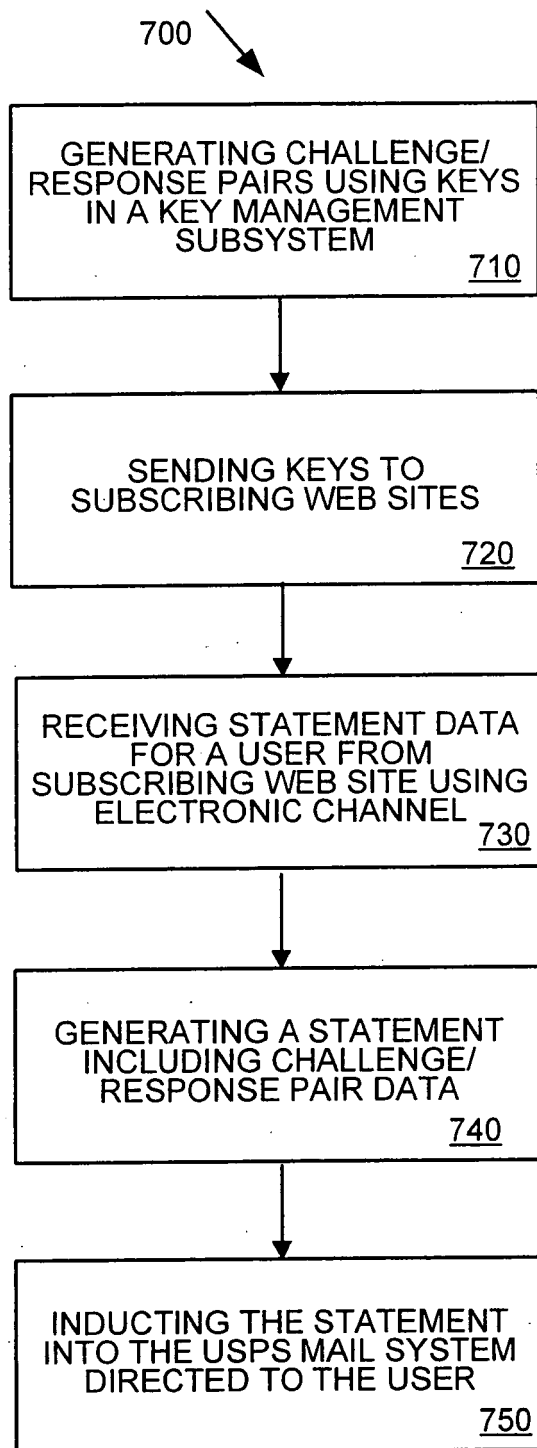 700
GENERATING CHALLENGE/
RESPONSE PAIRS USING KEYS
IN A KEY MANAGEMENT
SUBSYSTEM
710
SENDING KEYS TO
SUBSCRIBING WEB SITES
720
RECEIVING STATEMENT DATA
FOR A USER FROM
SUBSCRIBING WEB SITE USING
ELECTRONIC CHANNEL
730
GENERATING A STATEMENT
INCLUDING CHALLENGE/
RESPONSE PAIR DATA
740
INDUCTING THE STATEMENT
INTO THE USPS MAIL SYSTEM
DIRECTED TO THE USER
750